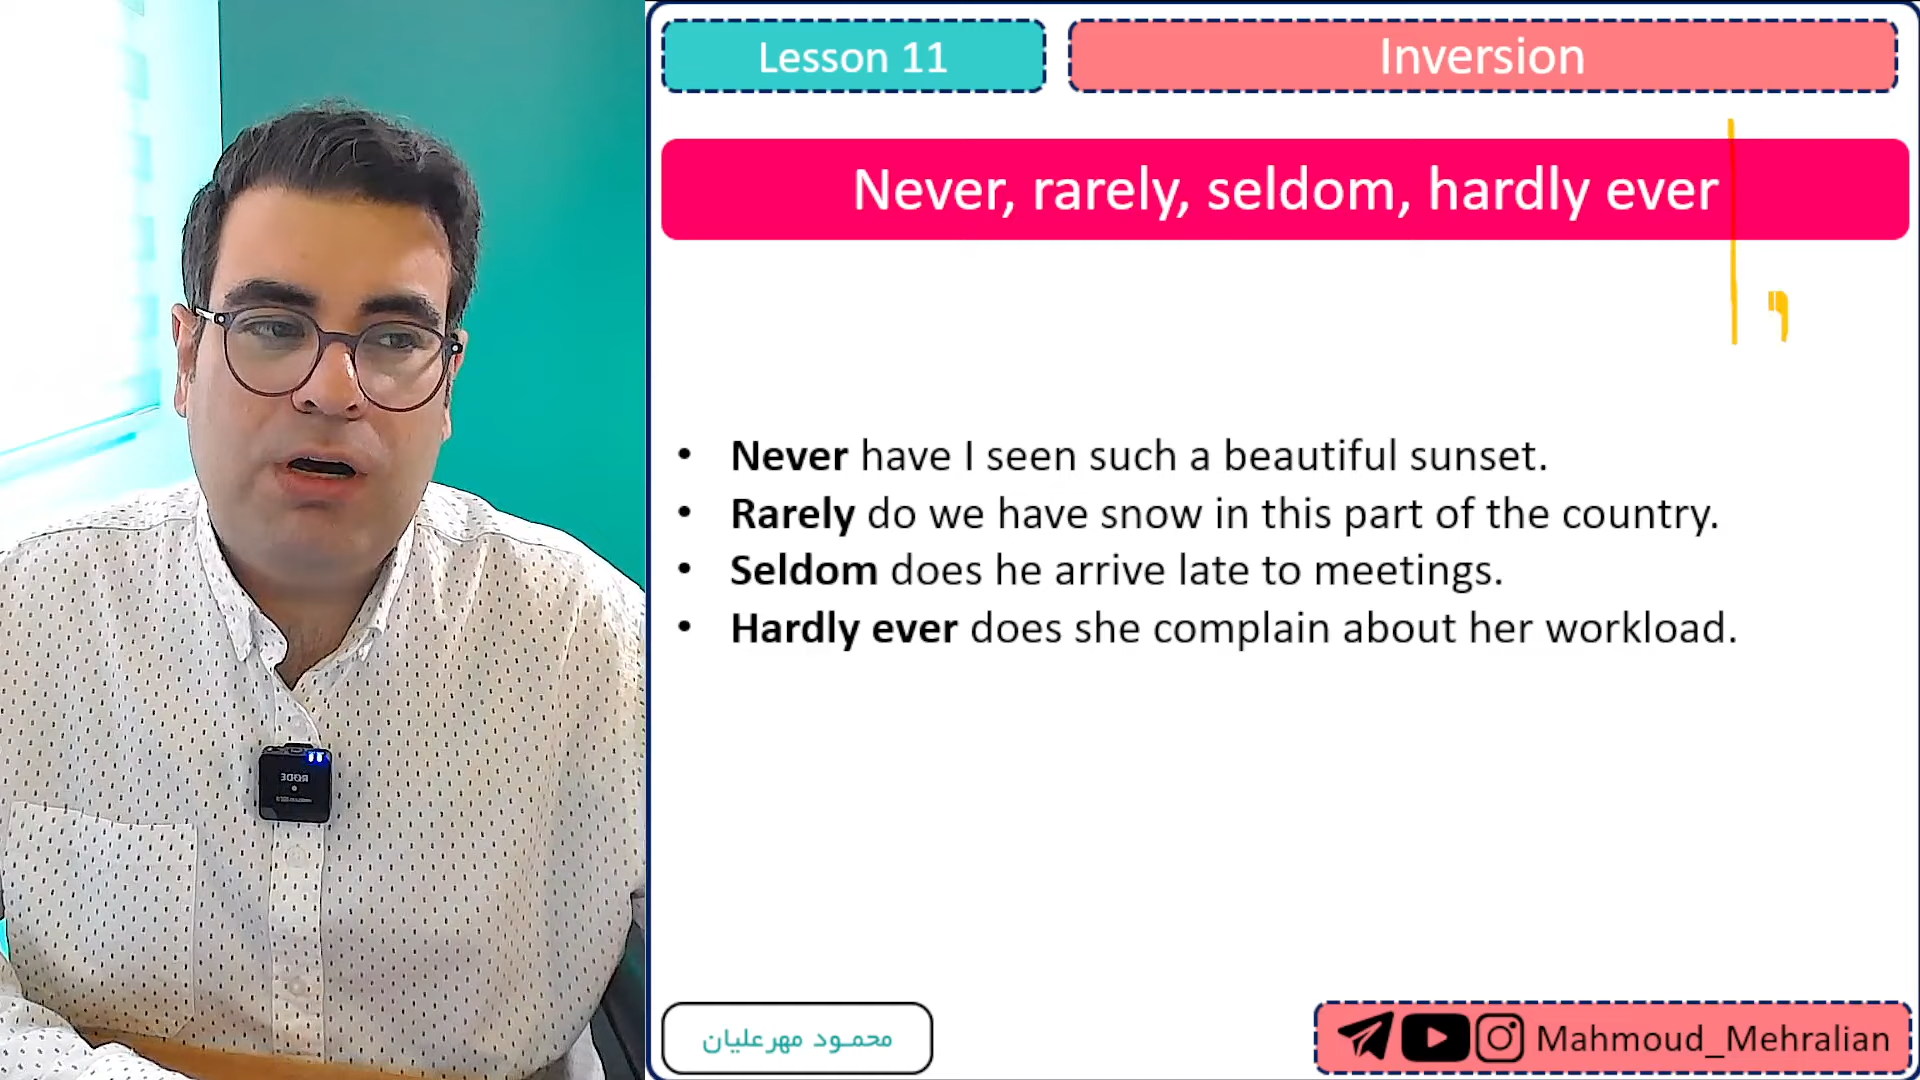 Lesson 11
Inversion
Never, rarely, seldom, hardly ever
• Never have I seen such a beautiful sunset.
• Rarely do we have snow in this part of the country.
• Seldom does he arrive late to meetings.
• Hardly ever does she complain about her workload.
RØDE
محمود مهرعلیان
Mahmoud_Mehralian